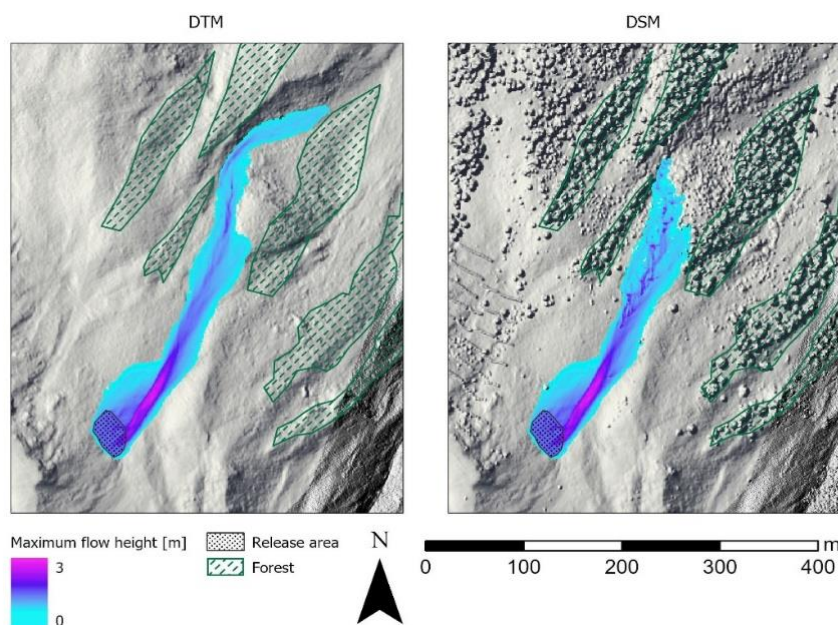 DTM
DSM
Maximum flow height [m]
3
0
Release area
Forest
N
m
0 100 200 300 400